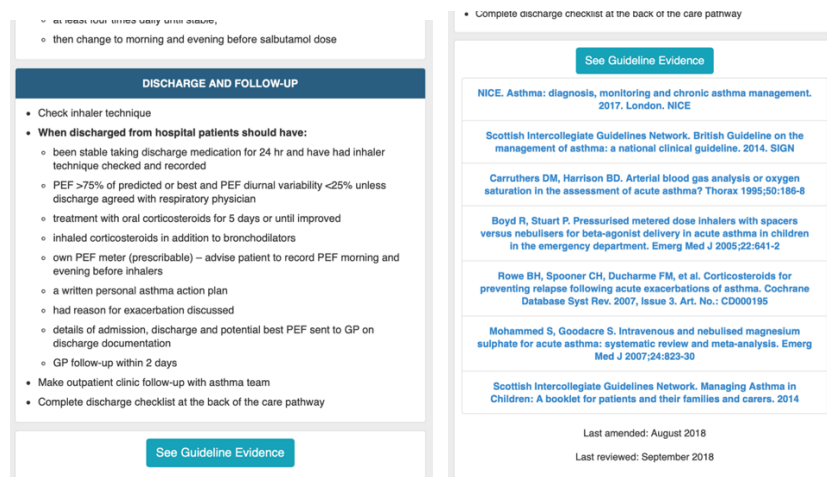 at least four times daily until stable,
then change to morning and evening before salbutamol dose
DISCHARGE AND FOLLOW-UP
Check inhaler technique
When discharged from hospital patients should have:
been stable taking discharge medication for 24 hr and have had inhaler
technique checked and recorded
PEF >75% of predicted or best and PEF diurnal variability <25% unless
discharge agreed with respiratory physician
treatment with oral corticosteroids for 5 days or until improved
inhaled corticosteroids in addition to bronchodilators
own PEF meter (prescribable) – advise patient to record PEF morning and
evening before inhalers
a written personal asthma action plan
had reason for exacerbation discussed
details of admission, discharge and potential best PEF sent to GP on
discharge documentation
GP follow-up within 2 days
Make outpatient clinic follow-up with asthma team
Complete discharge checklist at the back of the care pathway
See Guideline Evidence
Complete discharge checklist at the back of the care pathway
See Guideline Evidence
NICE. Asthma: diagnosis, monitoring and chronic asthma management.
2017. London. NICE
Scottish Intercollegiate Guidelines Network. British Guideline on the
management of asthma: a national clinical guideline. 2014. SIGN
Carruthers DM, Harrison BD. Arterial blood gas analysis or oxygen
saturation in the assessment of acute asthma? Thorax 1995;50:186-8
Boyd R, Stuart P. Pressurised metered dose inhalers with spacers
versus nebulisers for beta-agonist delivery in acute asthma in children
in the emergency department. Emerg Med J 2005;22:641-2
Rowe BH, Spooner CH, Ducharme FM, et al. Corticosteroids for
preventing relapse following acute exacerbations of asthma. Cochrane
Database Syst Rev. 2007, Issue 3. Art. No.: CD000195
Mohammed S, Goodacre S. Intravenous and nebulised magnesium
sulphate for acute asthma: systematic review and meta-analysis. Emerg
Med J 2007;24:823-30
Scottish Intercollegiate Guidelines Network. Managing Asthma in
Children: A booklet for patients and their families and carers. 2014
Last amended: August 2018
Last reviewed: September 2018